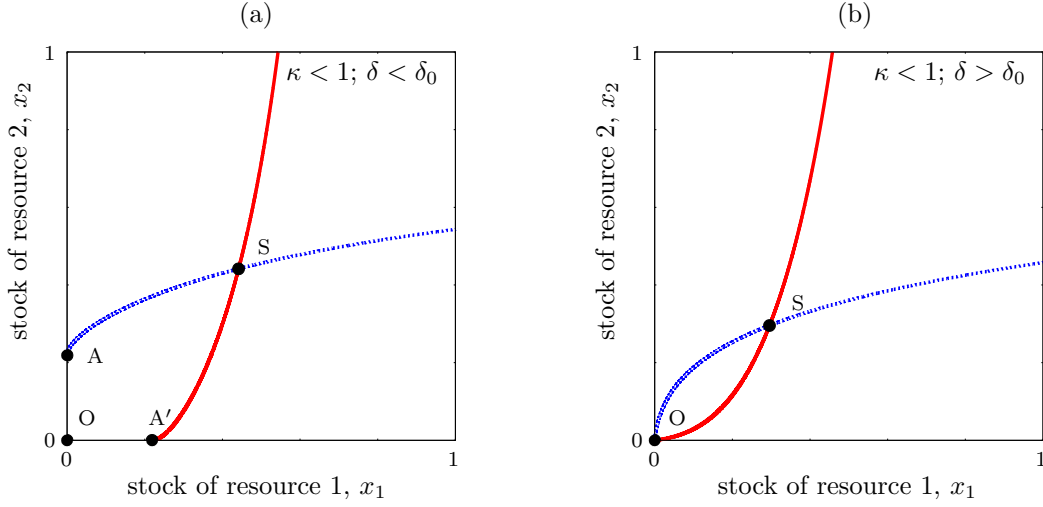 (a)
κ < 1; δ < δ₀
stock of resource 2, x₂
1
0
0
1
A
O
A′
S
stock of resource 1, x₁
(b)
κ < 1; δ > δ₀
stock of resource 2, x₂
1
0
0
1
O
S
stock of resource 1, x₁